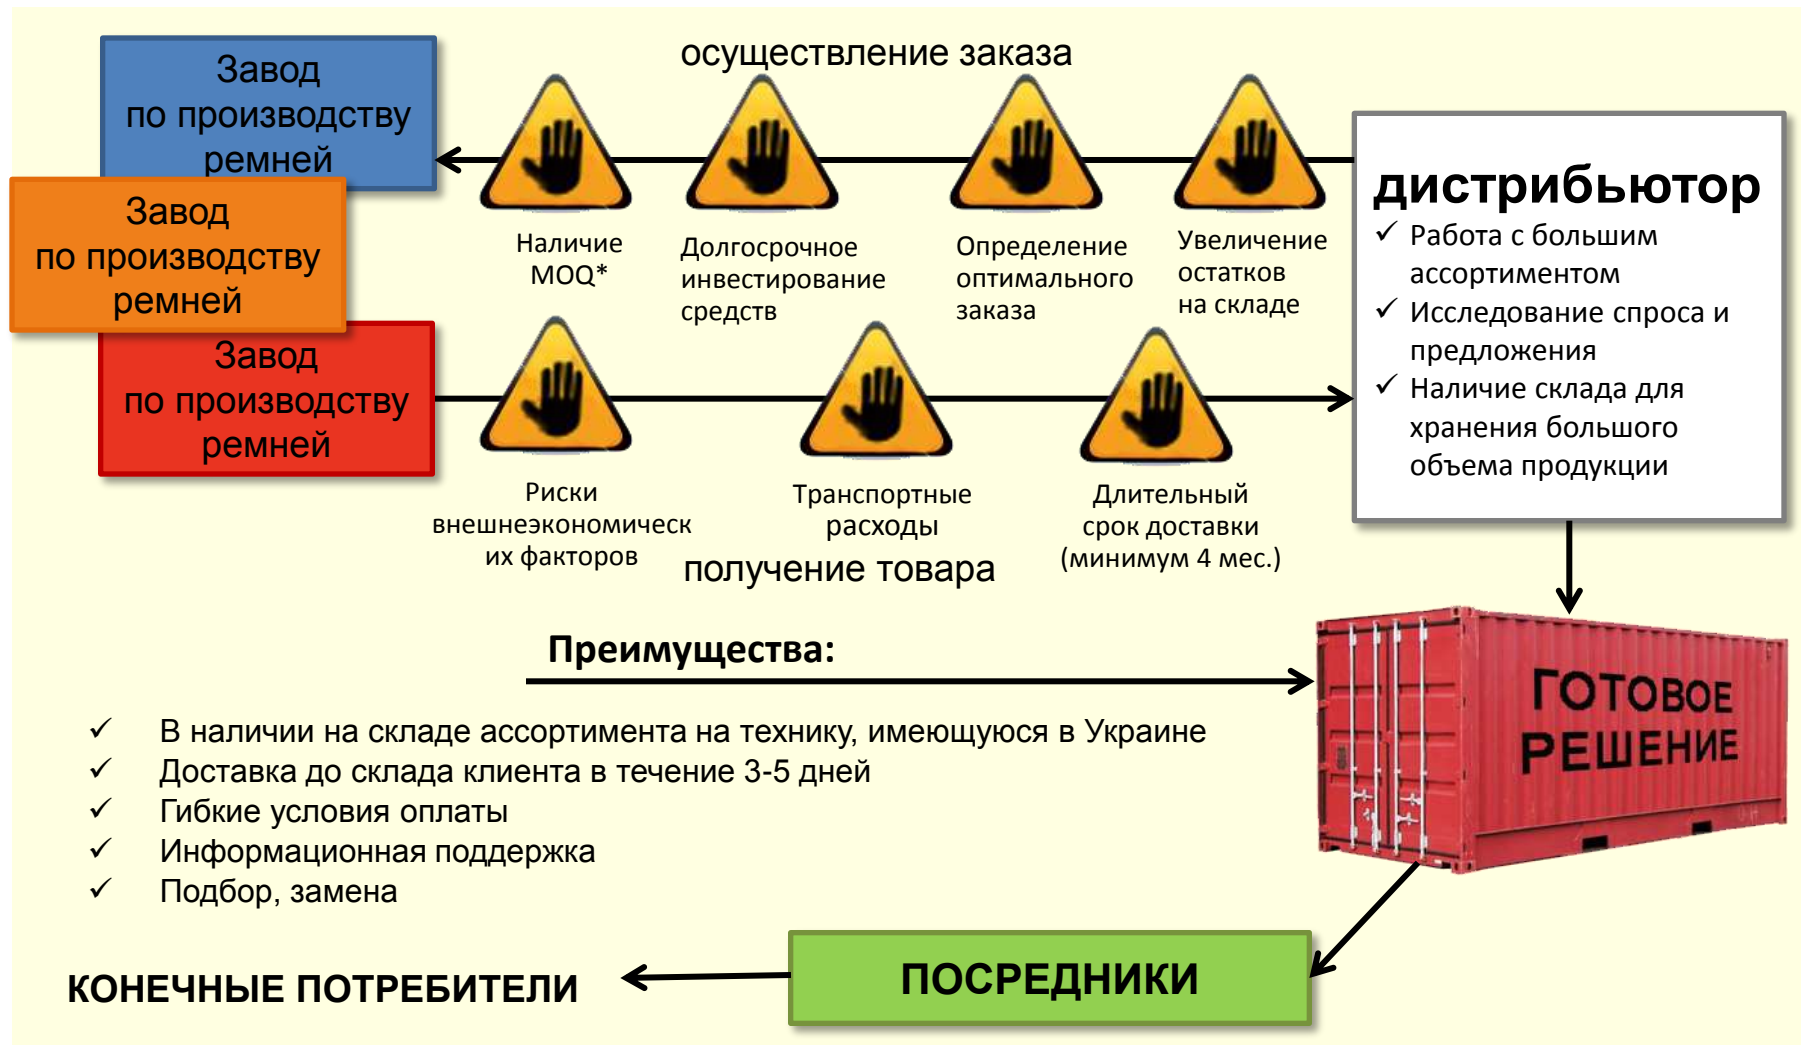 осуществление заказа
Завод
по производству
ремней
Завод
по производству
ремней
Завод
по производству
ремней
Наличие
MOQ*
Долгосрочное
инвестирование
средств
Определение
оптимального
заказа
Увеличение
остатков
на складе
Риски
внешнеэкономическ
их факторов
Транспортные
расходы
Длительный
срок доставки
(минимум 4 мес.)
получение товара
дистрибьютор
✓ Работа с большим
ассортиментом
✓ Исследование спроса и
предложения
✓ Наличие склада для
хранения большого
объема продукции
Преимущества:
ГОТОВОЕ
РЕШЕНИЕ
✓ В наличии на складе ассортимента на технику, имеющуюся в Украине
✓ Доставка до склада клиента в течение 3-5 дней
✓ Гибкие условия оплаты
✓ Информационная поддержка
✓ Подбор, замена
ПОСРЕДНИКИ
КОНЕЧНЫЕ ПОТРЕБИТЕЛИ